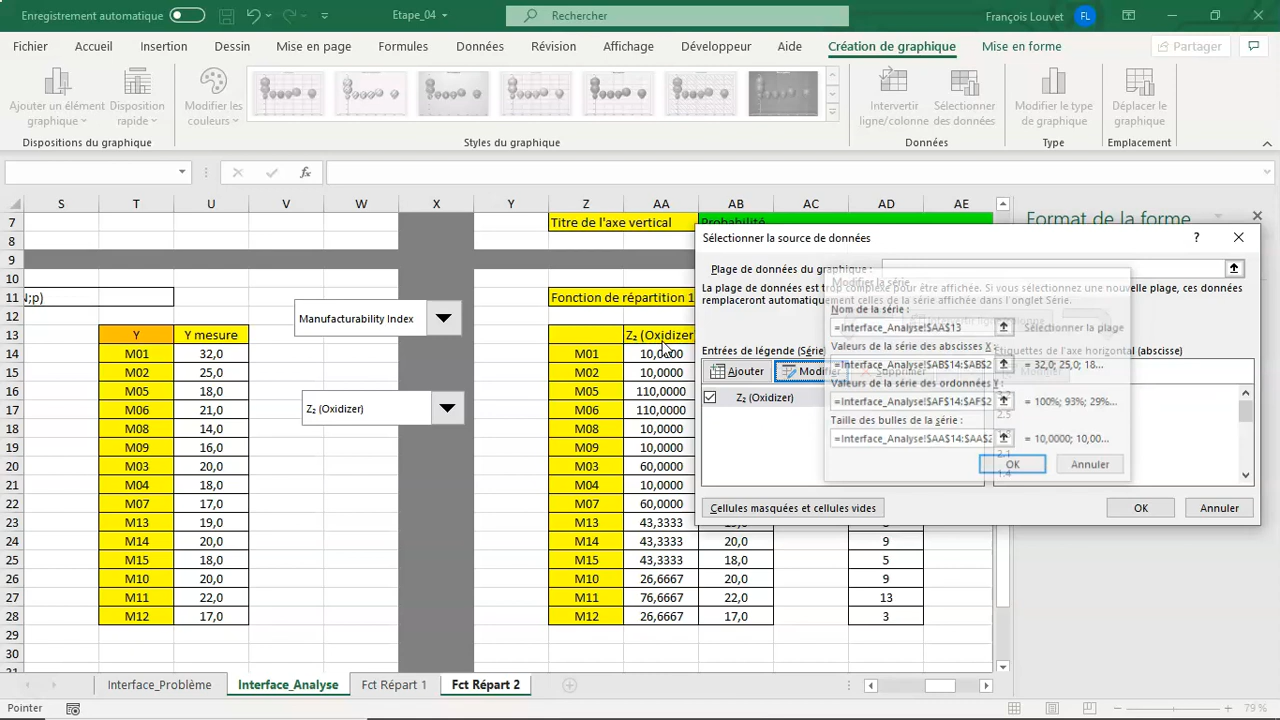 Enregistrement automatique
Etape_04
Rechercher
François Louvet
FL
Fichier
Accueil
Insertion
Dessin
Mise en page
Formules
Données
Révision
Affichage
Développeur
Aide
Création de graphique
Mise en forme
Partager
Ajouter un élément graphique
Disposition rapide
Modifier les couleurs
Intervertir ligne/colonne
Sélectionner des données
Modifier le type de graphique
Déplacer le graphique
Dispositions du graphique
Styles du graphique
Données
Type
Emplacement
fx
S T U V W X Y Z AA AB AC AD AE
7 Titre de l'axe vertical Probabilité
8
9
10
11 N;p) Fonction de répartition 1
12
13 Y Y mesure Z₂ (Oxidizer
14 M01 32,0 M01 10,0000
15 M02 25,0 M02 10,0000
16 M05 18,0 M05 110,0000
17 M06 21,0 M06 110,0000
18 M08 14,0 M08 10,0000
19 M09 16,0 M09 10,0000
20 M03 20,0 M03 60,0000
21 M04 18,0 M04 10,0000
22 M07 17,0 M07 60,0000
23 M13 19,0 M13 43,3333
24 M14 20,0 M14 43,3333 20,0 9
25 M15 18,0 M15 43,3333 18,0 5
26 M10 20,0 M10 26,6667 20,0 9
27 M11 22,0 M11 76,6667 22,0 13
28 M12 17,0 M12 26,6667 17,0 3
29
30
Manufacturability Index
Z₂ (Oxidizer)
Format de la forme
Sélectionner la source de données
?
Plage de données du graphique :
La plage de données est trop complexe pour être affichée. Si vous sélectionnez une nouvelle plage, ces données
remplaceront automatiquement celles de la série affichée dans l'onglet Série.
Entrées de légende (Série)
Étiquettes de l'axe horizontal (abscisse)
Ajouter
Modifier
Supprimer
Z₂ (Oxidizer)
Modifier la série
Nom de la série :
=Interface_Analyse!$AA$13
Sélectionner la plage
Valeurs de la série des abscisses X :
=Interface_Analyse!$AB$14:$AB$2
= 32,0; 25,0; 18...
Valeurs de la série des ordonnées Y :
=Interface_Analyse!$AF$14:$AF$2
= 100%; 93%; 29%...
Taille des bulles de la série :
=Interface_Analyse!$AA$14:$AA$2
= 10,0000; 10,00...
OK
Annuler
Cellules masquées et cellules vides
OK
Annuler
Interface_Problème
Interface_Analyse
Fct Répart 1
Fct Répart 2
Pointer
79 %